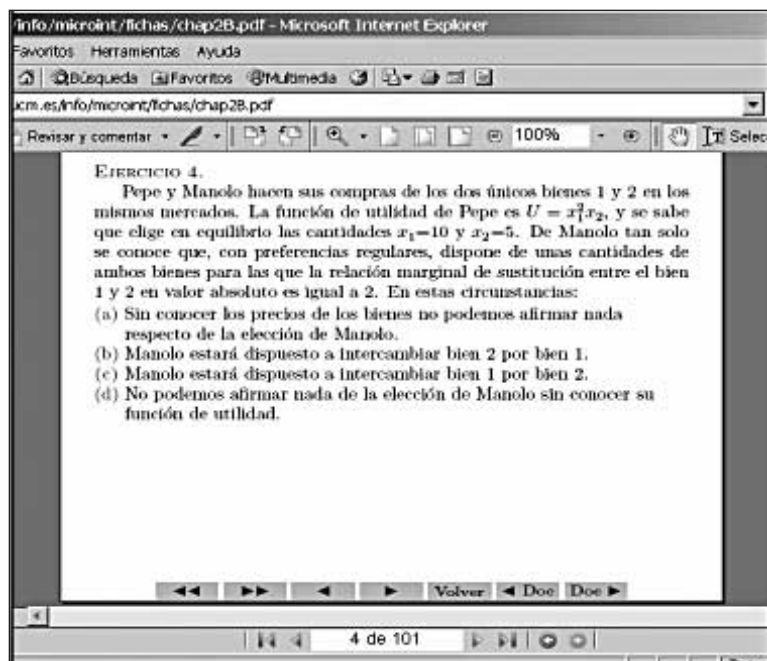 /info/microint/fichas/chap2B.pdf - Microsoft Internet Explorer
Favoritos Herramientas Ayuda
Búsqueda Favoritos Multimedia
ucm.es/info/microint/fichas/chap2B.pdf
Revisar y comentar 100% Selec
EJERCICIO 4.
Pepe y Manolo hacen sus compras de los dos únicos bienes 1 y 2 en los
mismos mercados. La función de utilidad de Pepe es U = x₁²x₂, y se sabe
que elige en equilibrio las cantidades x₁=10 y x₂=5. De Manolo tan solo
se conoce que, con preferencias regulares, dispone de unas cantidades de
ambos bienes para las que la relación marginal de sustitución entre el bien
1 y 2 en valor absoluto es igual a 2. En estas circunstancias:
(a) Sin conocer los precios de los bienes no podemos afirmar nada
respecto de la elección de Manolo.
(b) Manolo estará dispuesto a intercambiar bien 2 por bien 1.
(c) Manolo estará dispuesto a intercambiar bien 1 por bien 2.
(d) No podemos afirmar nada de la elección de Manolo sin conocer su
función de utilidad.
◄◄ ►► ◄ ► Volver ◄ Doc Doc ►
4 de 101